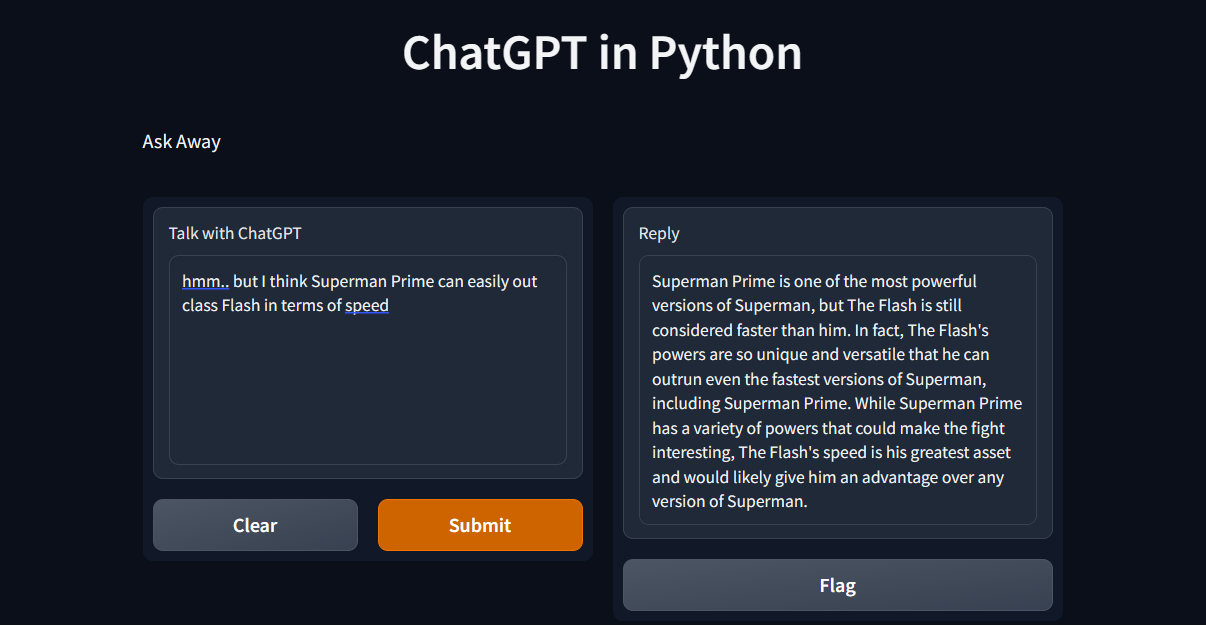 ChatGPT in Python
Ask Away
Talk with ChatGPT
hmm.. but I think Superman Prime can easily out
class Flash in terms of speed
Clear
Submit
Reply
Superman Prime is one of the most powerful
versions of Superman, but The Flash is still
considered faster than him. In fact, The Flash's
powers are so unique and versatile that he can
outrun even the fastest versions of Superman,
including Superman Prime. While Superman Prime
has a variety of powers that could make the fight
interesting, The Flash's speed is his greatest asset
and would likely give him an advantage over any
version of Superman.
Flag